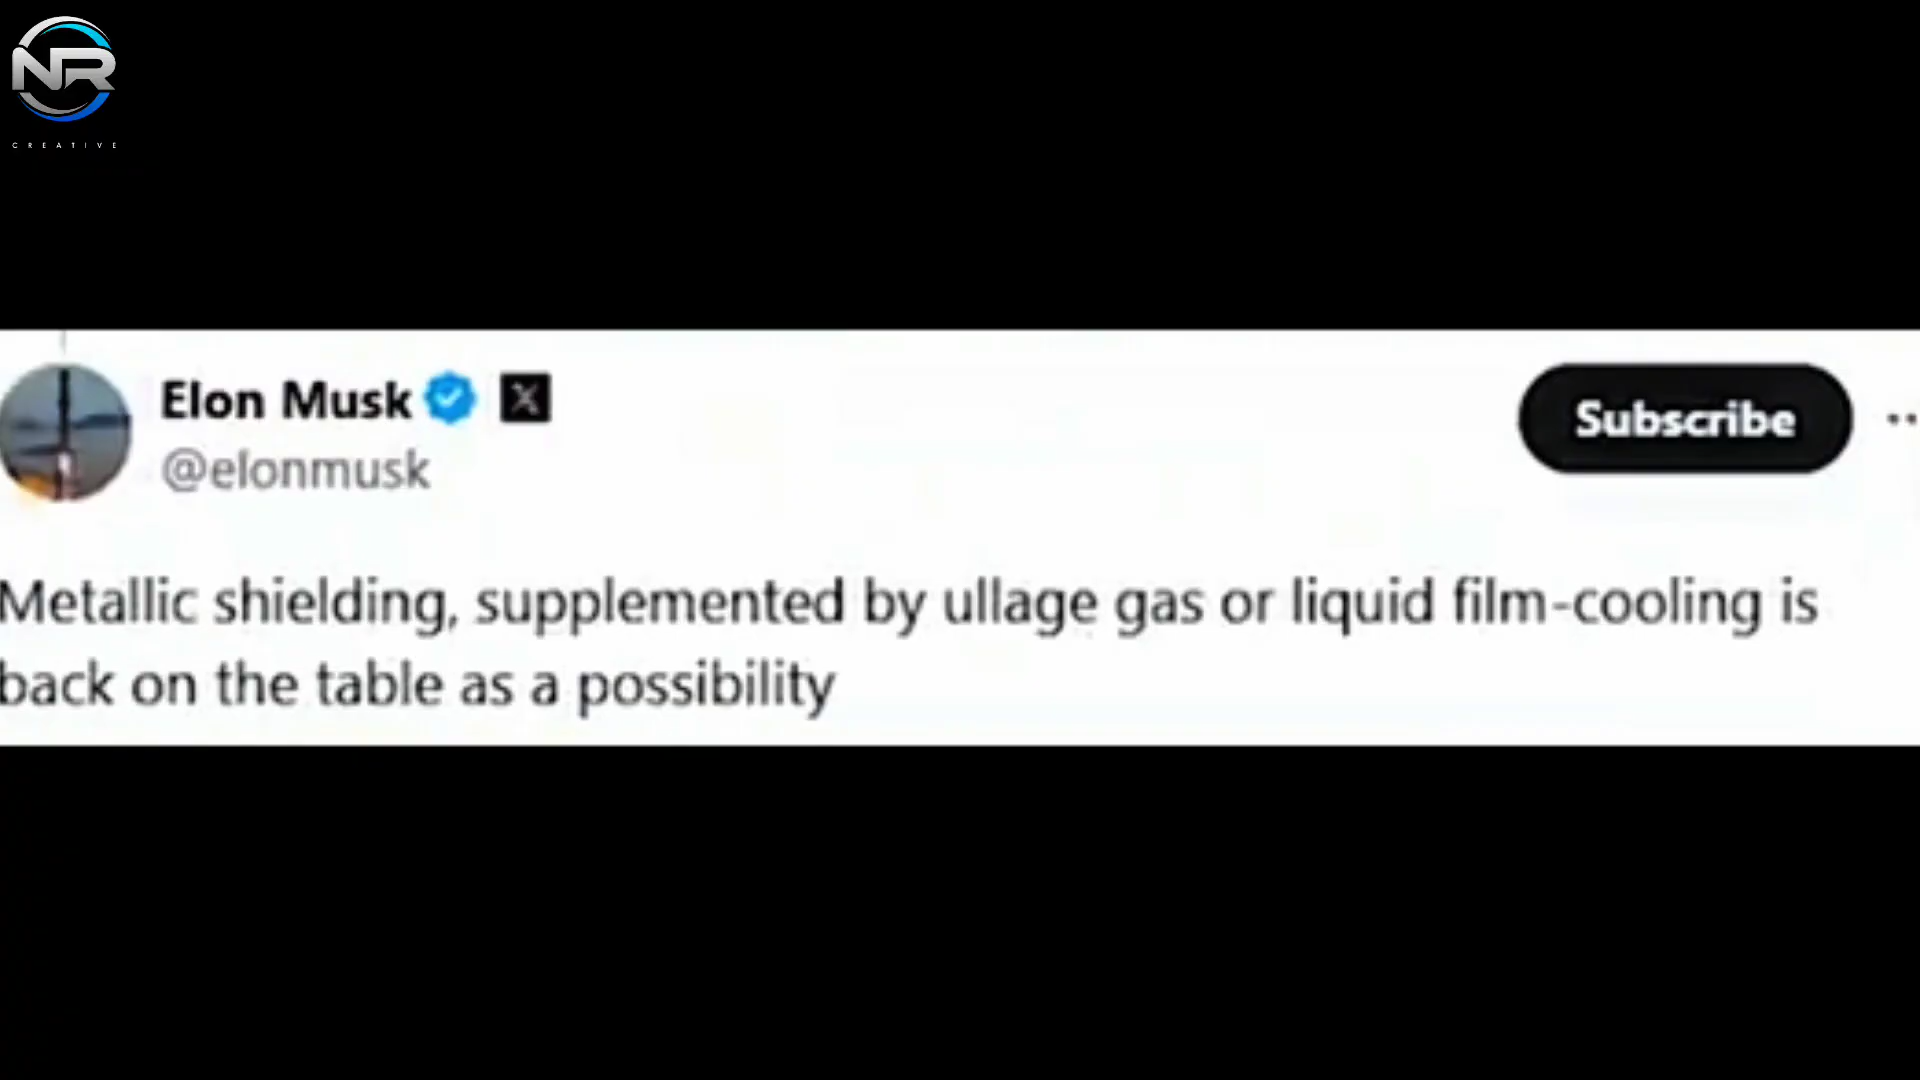 NR
CREATIVE
Elon Musk
Subscribe
@elonmusk
Metallic shielding, supplemented by ullage gas or liquid film-cooling is
back on the table as a possibility